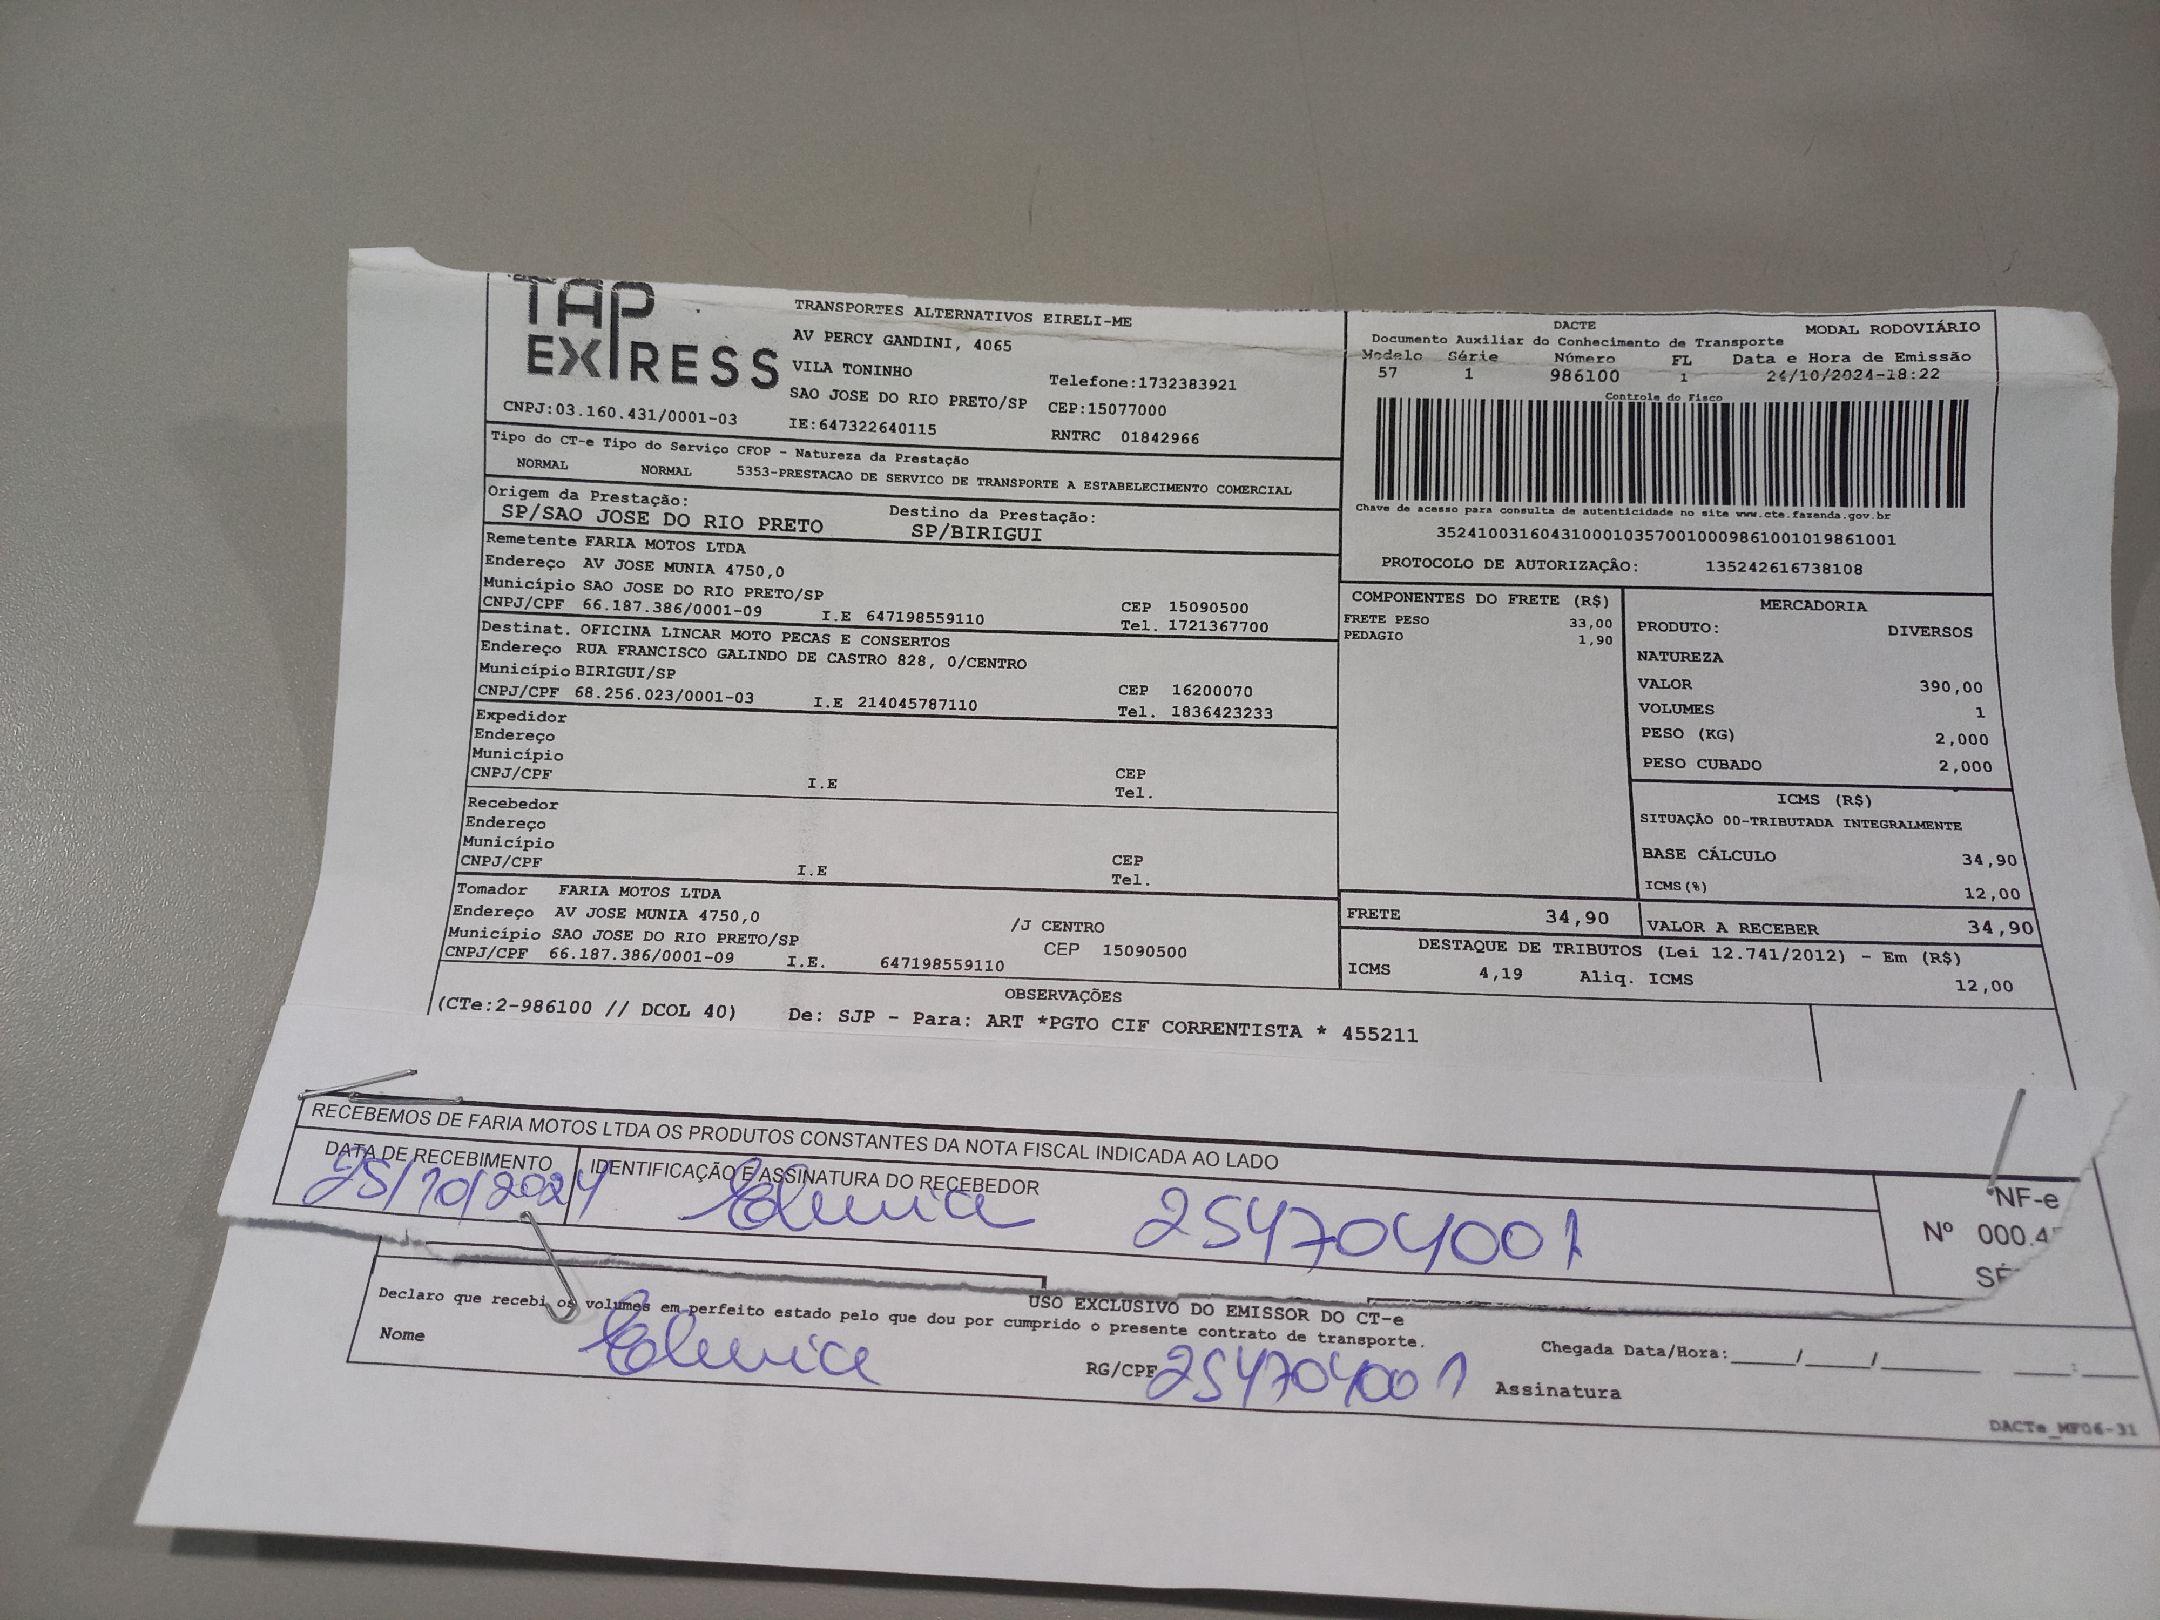 TAP
EXPRESS
CNPJ:03.160.431/0001-03
TRANSPORTES ALTERNATIVOS EIRELI-ME
AV PERCY GANDINI, 4065
VILA TONINHO Telefone:1732383921
SAO JOSE DO RIO PRETO/SP CEP:15077000
IE:647322640115 RNTRC 01842966
DACTE MODAL RODOVIÁRIO
Documento Auxiliar do Conhecimento de Transporte
Modelo Série Número FL Data e Hora de Emissão
57 1 986100 1 24/10/2024-18:22
Controle do Fisco
Chave de acesso para consulta de autenticidade no site www.cte.fazenda.gov.br
35241003160431000103570010009861001019861001
PROTOCOLO DE AUTORIZAÇÃO: 135242616738108
Tipo do CT-e Tipo do Serviço CFOP - Natureza da Prestação
NORMAL NORMAL 5353-PRESTACAO DE SERVICO DE TRANSPORTE A ESTABELECIMENTO COMERCIAL
Origem da Prestação: Destino da Prestação:
SP/SAO JOSE DO RIO PRETO SP/BIRIGUI
Remetente FARIA MOTOS LTDA
Endereço AV JOSE MUNIA 4750,0
Município SAO JOSE DO RIO PRETO/SP CEP 15090500
CNPJ/CPF 66.187.386/0001-09 I.E 647198559110 Tel. 1721367700
Destinat. OFICINA LINCAR MOTO PECAS E CONSERTOS
Endereço RUA FRANCISCO GALINDO DE CASTRO 828, 0/CENTRO
Município BIRIGUI/SP CEP 16200070
CNPJ/CPF 68.256.023/0001-03 I.E 214045787110 Tel. 1836423233
Expedidor
Endereço
Município CEP
CNPJ/CPF I.E Tel.
Recebedor
Endereço
Município CEP
CNPJ/CPF I.E Tel.
Tomador FARIA MOTOS LTDA
Endereço AV JOSE MUNIA 4750,0 /J CENTRO
Município SAO JOSE DO RIO PRETO/SP CEP 15090500
CNPJ/CPF 66.187.386/0001-09 I.E. 647198559110
COMPONENTES DO FRETE (R$)
FRETE PESO 33,00
PEDAGIO 1,90
MERCADORIA
PRODUTO: DIVERSOS
NATUREZA
VALOR 390,00
VOLUMES 1
PESO (KG) 2,000
PESO CUBADO 2,000
ICMS (R$)
SITUAÇÃO 00-TRIBUTADA INTEGRALMENTE
BASE CÁLCULO 34,90
ICMS(%) 12,00
FRETE 34,90 VALOR A RECEBER 34,90
DESTAQUE DE TRIBUTOS (Lei 12.741/2012) - Em (R$)
ICMS 4,19 Aliq. ICMS 12,00
OBSERVAÇÕES
(CTe:2-986100 // DCOL 40) De: SJP - Para: ART *PGTO CIF CORRENTISTA * 455211
RECEBEMOS DE FARIA MOTOS LTDA OS PRODUTOS CONSTANTES DA NOTA FISCAL INDICADA AO LADO
DATA DE RECEBIMENTO IDENTIFICAÇÃO E ASSINATURA DO RECEBEDOR
25/10/2024 254704001
NF-e
Nº 000.4
SÉ
USO EXCLUSIVO DO EMISSOR DO CT-e
Declaro que recebi os volumes em perfeito estado pelo que dou por cumprido o presente contrato de transporte.
Nome RG/CPF 254704001 Assinatura
Chegada Data/Hora:_____/_____/_______ ____:____
DACTe_MF06-31